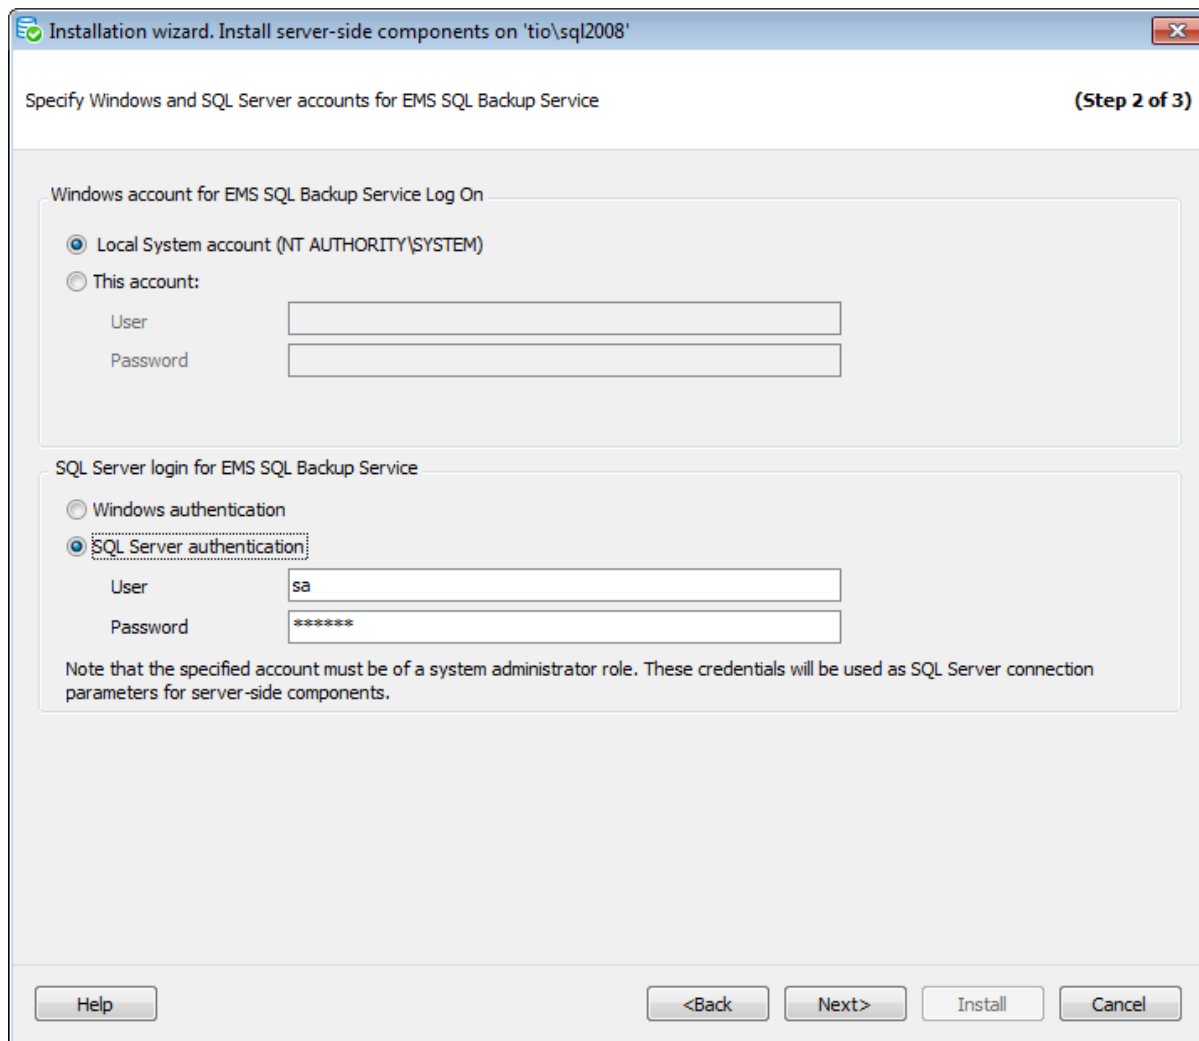 Installation wizard. Install server-side components on 'tio\sql2008'
Specify Windows and SQL Server accounts for EMS SQL Backup Service
(Step 2 of 3)
Windows account for EMS SQL Backup Service Log On
Local System account (NT AUTHORITY\SYSTEM)
This account:
User
Password
SQL Server login for EMS SQL Backup Service
Windows authentication
SQL Server authentication
User sa
Password ******
Note that the specified account must be of a system administrator role. These credentials will be used as SQL Server connection
parameters for server-side components.
Help <Back Next> Install Cancel